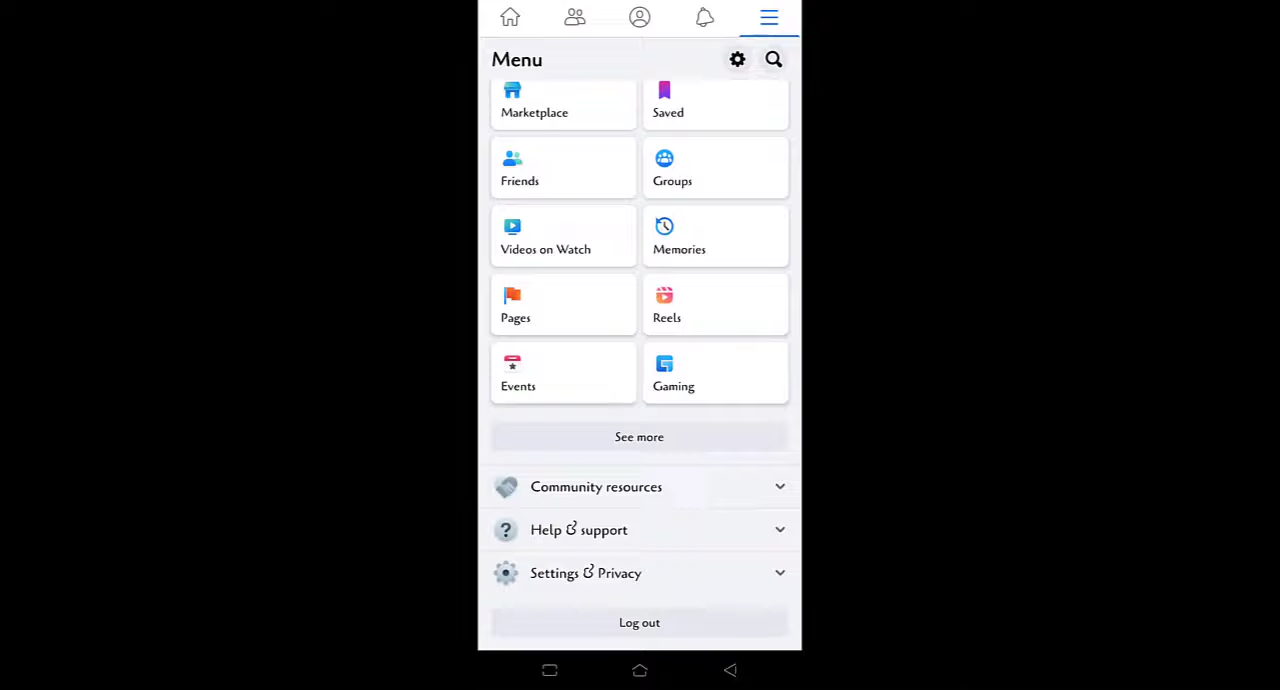 Menu
Marketplace
Saved
Friends
Groups
Videos on Watch
Memories
Pages
Reels
Events
Gaming
See more
Community resources
? Help & support
Settings & Privacy
Log out